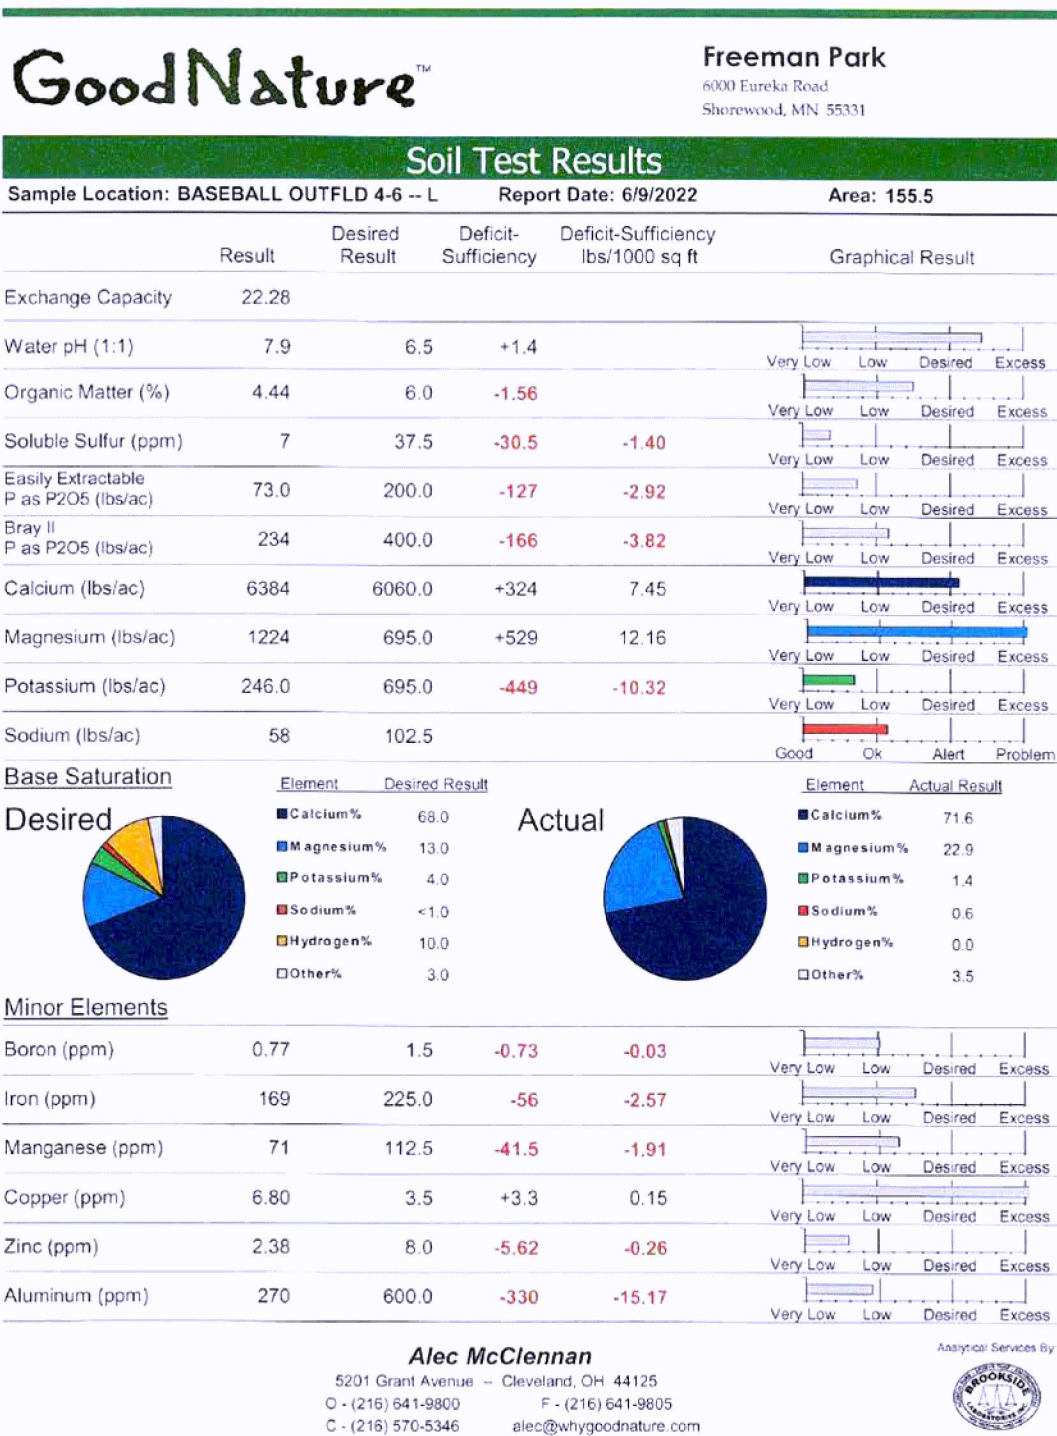 GoodNature™
Freeman Park
6000 Eureka Road
Shorewood, MN 55331
Soil Test Results
Sample Location: BASEBALL OUTFLD 4-6 -- L Report Date: 6/9/2022 Area: 155.5
Result Desired Result Deficit-Sufficiency Deficit-Sufficiency lbs/1000 sq ft Graphical Result
Exchange Capacity 22.28
Water pH (1:1) 7.9 6.5 +1.4
Very Low Low Desired Excess
Organic Matter (%) 4.44 6.0 -1.56
Very Low Low Desired Excess
Soluble Sulfur (ppm) 7 37.5 -30.5 -1.40
Very Low Low Desired Excess
Easily Extractable
P as P2O5 (lbs/ac) 73.0 200.0 -127 -2.92
Very Low Low Desired Excess
Bray II
P as P2O5 (lbs/ac) 234 400.0 -166 -3.82
Very Low Low Desired Excess
Calcium (lbs/ac) 6384 6060.0 +324 7.45
Very Low Low Desired Excess
Magnesium (lbs/ac) 1224 695.0 +529 12.16
Very Low Low Desired Excess
Potassium (lbs/ac) 246.0 695.0 -449 -10.32
Very Low Low Desired Excess
Sodium (lbs/ac) 58 102.5
Good Ok Alert Problem
Base Saturation
Desired
Element Desired Result
Calcium% 68.0
Magnesium% 13.0
Potassium% 4.0
Sodium% <1.0
Hydrogen% 10.0
Other% 3.0
Actual
Element Actual Result
Calcium% 71.6
Magnesium% 22.9
Potassium% 1.4
Sodium% 0.6
Hydrogen% 0.0
Other% 3.5
Minor Elements
Boron (ppm) 0.77 1.5 -0.73 -0.03
Very Low Low Desired Excess
Iron (ppm) 169 225.0 -56 -2.57
Very Low Low Desired Excess
Manganese (ppm) 71 112.5 -41.5 -1.91
Very Low Low Desired Excess
Copper (ppm) 6.80 3.5 +3.3 0.15
Very Low Low Desired Excess
Zinc (ppm) 2.38 8.0 -5.62 -0.26
Very Low Low Desired Excess
Aluminum (ppm) 270 600.0 -330 -15.17
Very Low Low Desired Excess
Alec McClennan
5201 Grant Avenue -- Cleveland, OH 44125
O - (216) 641-9800 F - (216) 641-9805
C - (216) 570-5346 alec@whygoodnature.com
Analytical Services By
BROOKSIDE